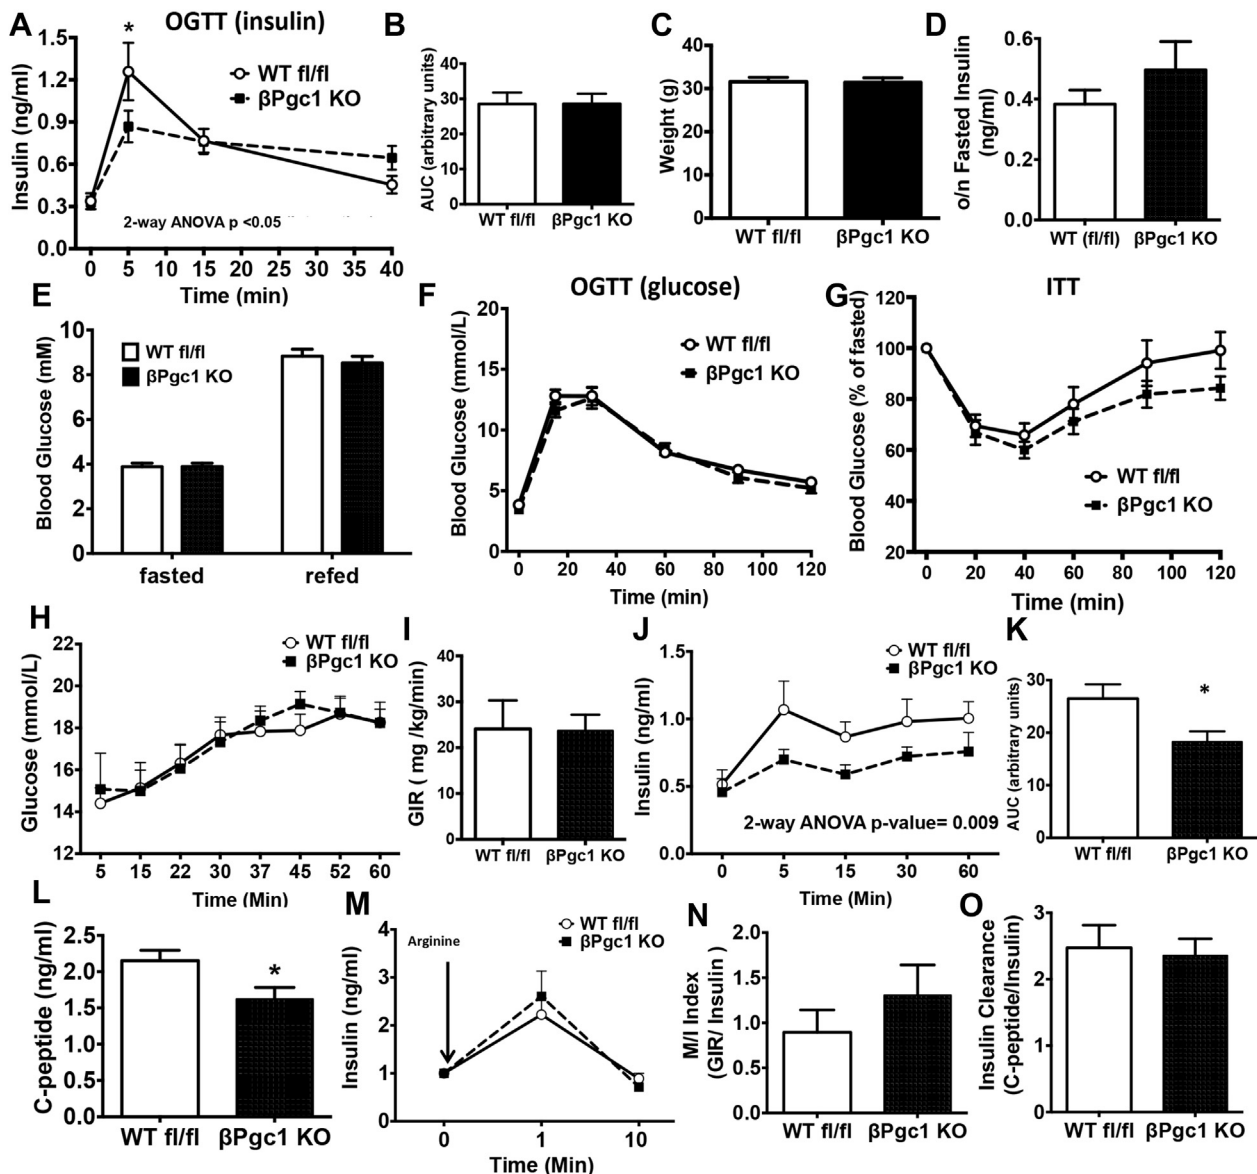 A
OGTT (insulin)
*
Insulin (ng/ml)
1.5
1.2
0.9
0.6
0.3
0.0
WT fl/fl
βPgc1 KO
2-way ANOVA p <0.05
0 5 10 15 20 25 30 35 40
Time (min)
B
AUC (arbitrary units)
40
30
20
10
0
WT fl/fl βPgc1 KO
C
Weight (g)
40
30
20
10
0
WT fl/fl βPgc1 KO
D
o/n Fasted Insulin
(ng/ml)
0.6
0.4
0.2
0.0
WT (fl/fl) βPgc1 KO
E
Blood Glucose (mM)
10
8
6
4
2
0
WT fl/fl
βPgc1 KO
fasted refed
F
OGTT (glucose)
Blood Glucose (mmol/L)
20
15
10
5
0
WT fl/fl
βPgc1 KO
0 20 40 60 80 100 120
Time (min)
G
ITT
Blood Glucose (% of fasted)
120
100
80
60
40
20
WT fl/fl
βPgc1 KO
0 20 40 60 80 100 120
Time (min)
H
Glucose (mmol/L)
22
20
18
16
14
12
WT fl/fl
βPgc1 KO
5 15 22 30 37 45 52 60
Time (Min)
I
GIR ( mg /kg/min)
40
30
20
10
0
WT fl/fl βPgc1 KO
J
Insulin (ng/ml)
1.5
1.0
0.5
0.0
WT fl/fl
βPgc1 KO
2-way ANOVA p-value= 0.009
0 5 15 30 60
Time (Min)
K
AUC (arbitrary units)
30
20
10
0
*
WT fl/fl βPgc1 KO
L
C-peptide (ng/ml)
2.5
2.0
1.5
1.0
0.5
0.0
*
WT fl/fl βPgc1 KO
M
Insulin (ng/ml)
4
3
2
1
0
Arginine
WT fl/fl
βPgc1 KO
0 1 10
Time (Min)
N
M/I Index
(GIR/ Insulin)
2.0
1.5
1.0
0.5
0.0
WT fl/fl βPgc1 KO
O
Insulin Clearance
(C-peptide/Insulin)
3
2
1
0
WT fl/fl βPgc1 KO